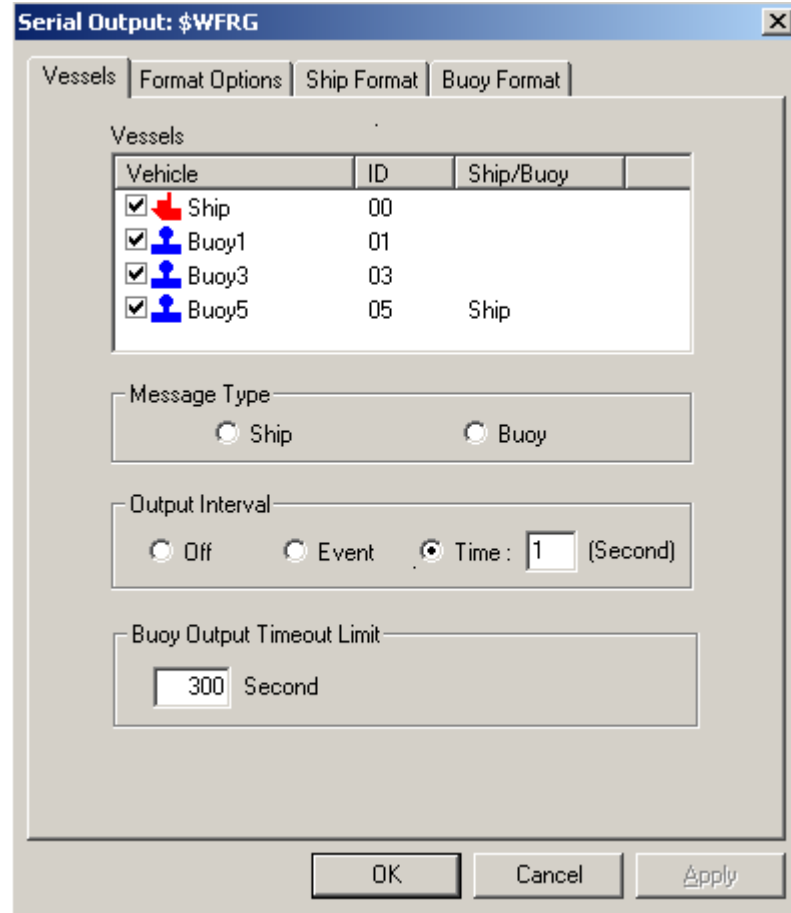 Serial Output: $WFRG
Vessels Format Options Ship Format Buoy Format
Vessels
Vehicle ID Ship/Buoy
Ship 00
Buoy1 01
Buoy3 03
Buoy5 05 Ship
Message Type
Ship Buoy
Output Interval
Off Event Time : 1 (Second)
Buoy Output Timeout Limit
300 Second
OK Cancel Apply